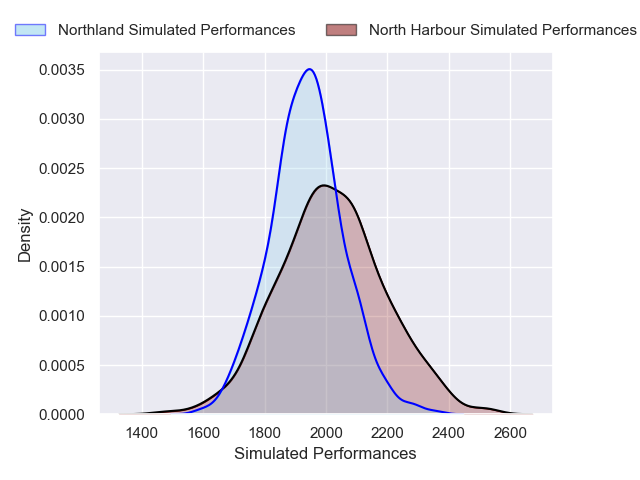 Northland Simulated Performances
North Harbour Simulated Performances
0.0035
0.0030
0.0025
0.0020
0.0015
0.0010
0.0005
0.0000
Density
1400 1600 1800 2000 2200 2400 2600
Simulated Performances